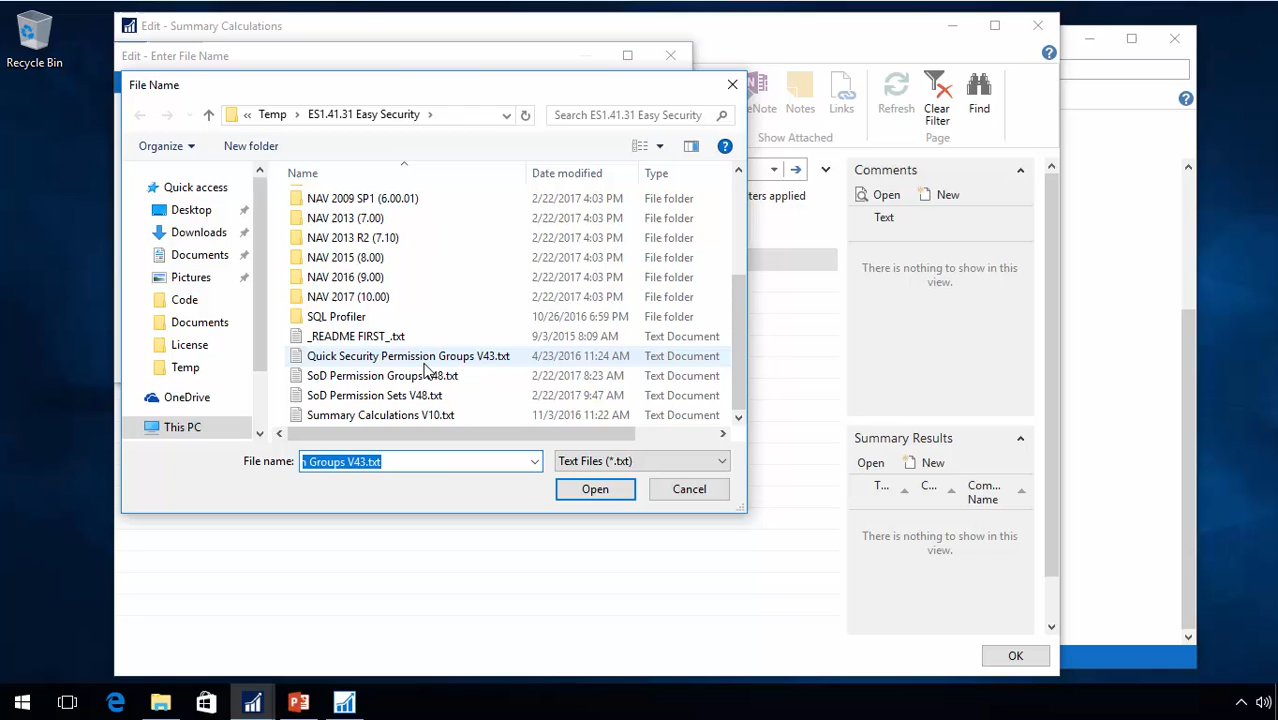 Recycle Bin
Edit - Summary Calculations
Edit - Enter File Name
File Name
« Temp > ES1.41.31 Easy Security >
Search ES1.41.31 Easy Security
Organize
New folder
Name
Date modified
Type
Quick access
Desktop
Downloads
Documents
Pictures
Code
Documents
License
Temp
OneDrive
This PC
NAV 2009 SP1 (6.00.01) 2/22/2017 4:03 PM File folder
NAV 2013 (7.00) 2/22/2017 4:03 PM File folder
NAV 2013 R2 (7.10) 2/22/2017 4:03 PM File folder
NAV 2015 (8.00) 2/22/2017 4:03 PM File folder
NAV 2016 (9.00) 2/22/2017 4:03 PM File folder
NAV 2017 (10.00) 2/22/2017 4:03 PM File folder
SQL Profiler 10/26/2016 6:59 PM File folder
_README FIRST_.txt 9/3/2015 8:09 AM Text Document
Quick Security Permission Groups V43.txt 4/23/2016 11:24 AM Text Document
SoD Permission Groups V48.txt 2/22/2017 8:23 AM Text Document
SoD Permission Sets V48.txt 2/22/2017 9:47 AM Text Document
Summary Calculations V10.txt 11/3/2016 11:22 AM Text Document
File name:
Groups V43.txt
Text Files (*.txt)
Open
Cancel
eNote
Notes
Links
Refresh
Clear
Filter
Find
Show Attached
Page
ters applied
Comments
Open
New
Text
There is nothing to show in this
view.
Summary Results
Open
New
T...
C...
Com...
Name
There is nothing to show in this
view.
OK